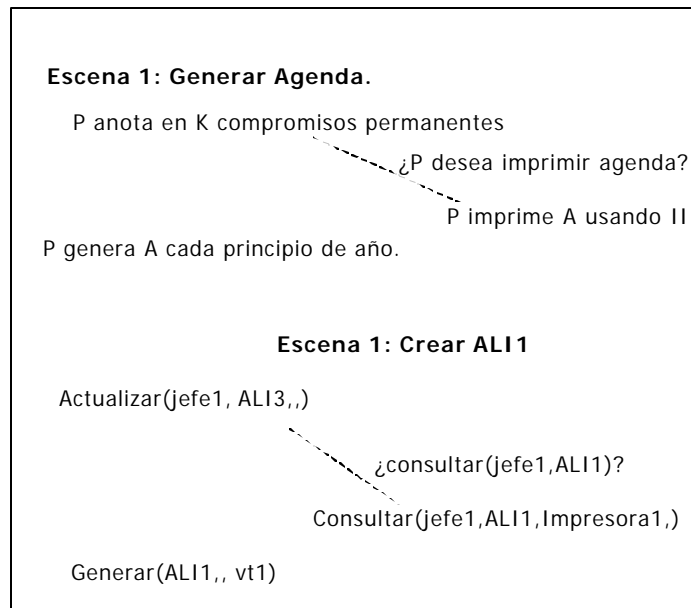 Escena 1: Generar Agenda.
P anota en K compromisos permanentes
¿P desea imprimir agenda?
P imprime A usando II
P genera A cada principio de año.
Escena 1: Crear ALI1
Actualizar(jefe1, ALI3,,)
¿consultar(jefe1,ALI1)?
Consultar(jefe1,ALI1,Impresora1,)
Generar(ALI1,, vt1)